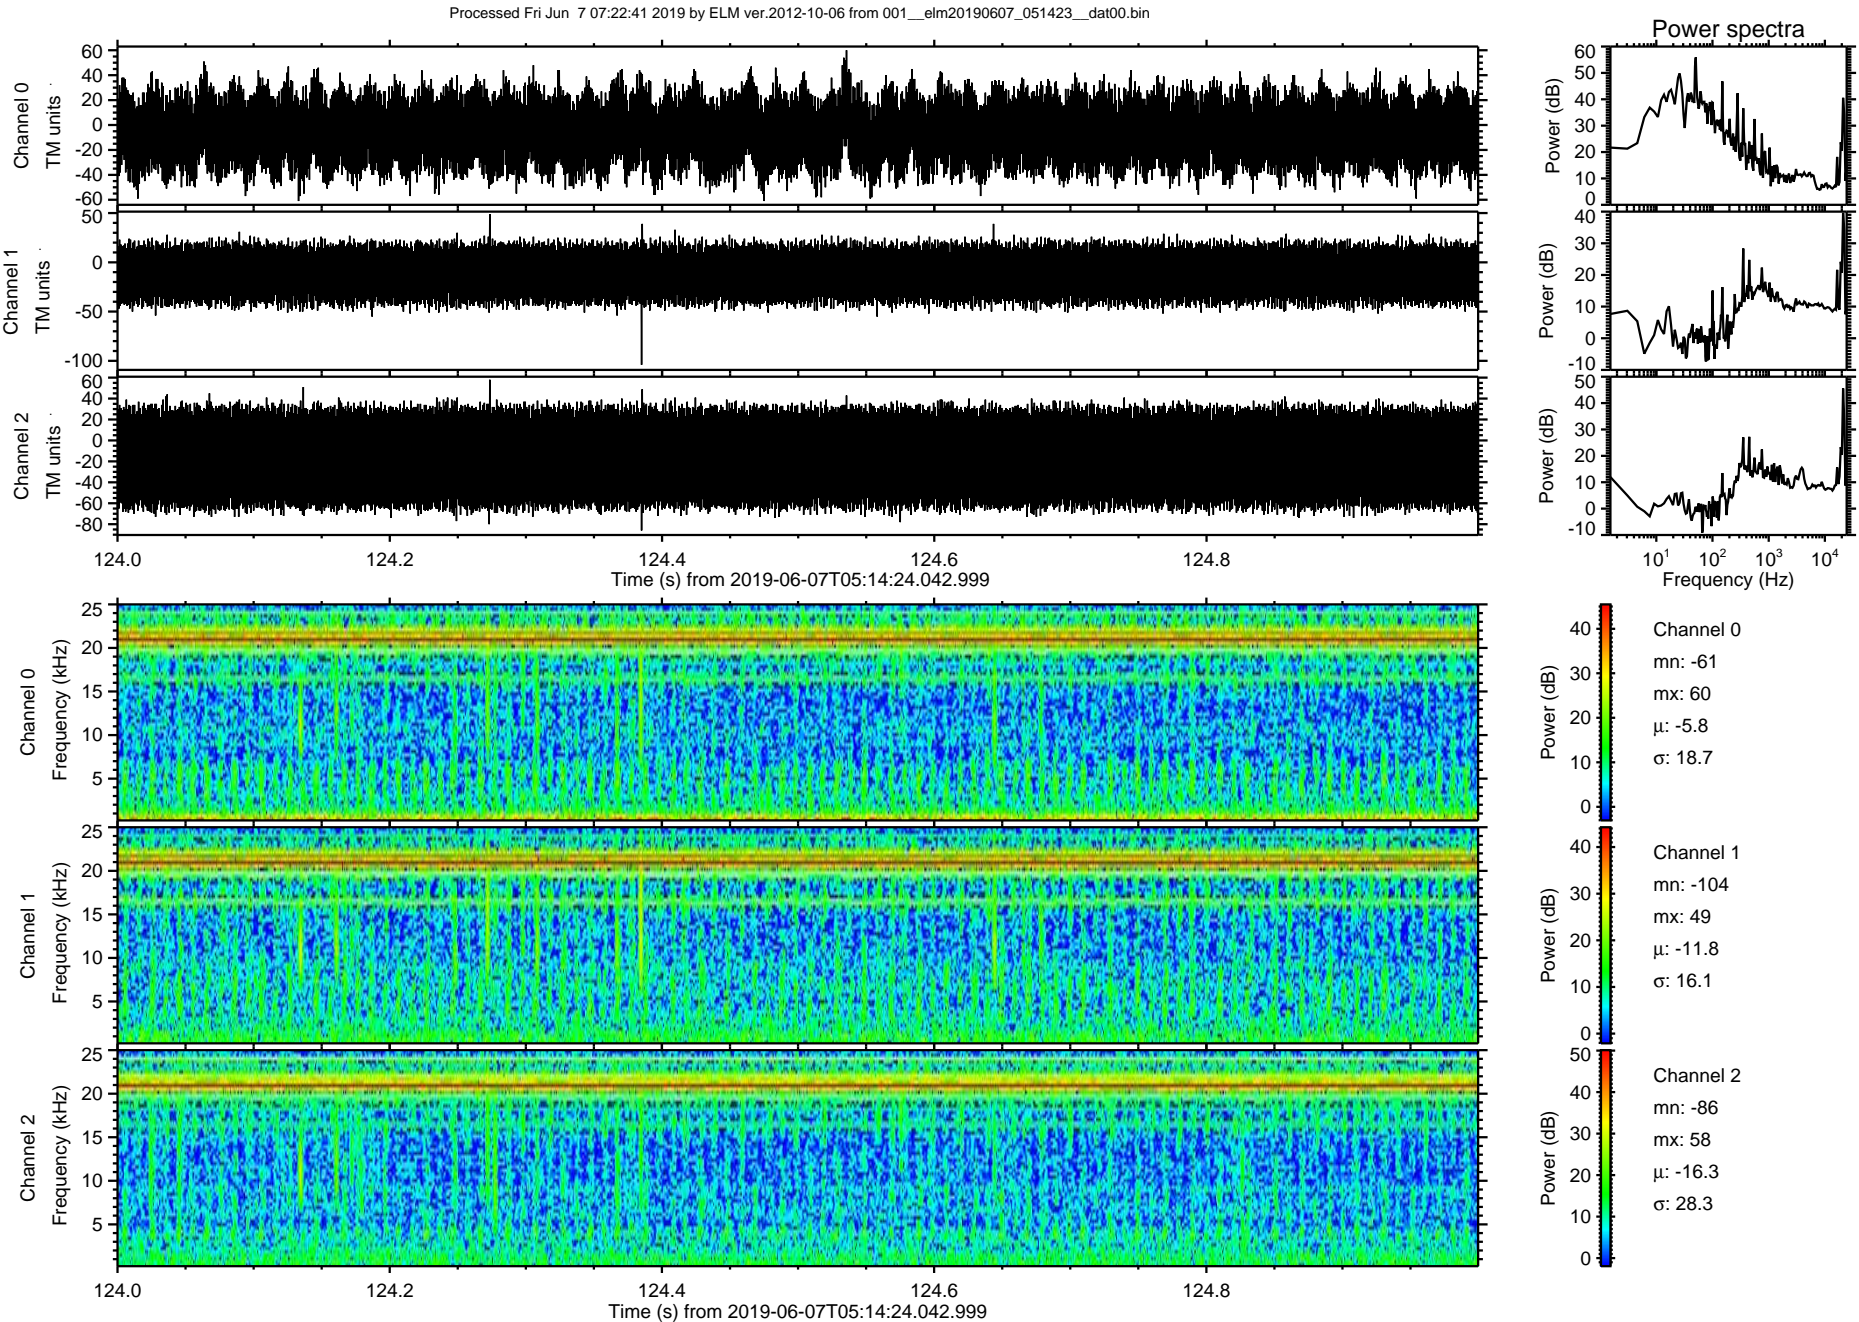 Processed Fri Jun  7 07:22:41 2019 by ELM ver.2012-10-06 from 001__elm20190607_051423__dat00.bin
Power spectra
Channel 0
TM units
60
40
20
0
-20
-40
-60
Power (dB)
60
50
40
30
20
10
0
Channel 1
TM units
50
0
-50
-100
Power (dB)
40
30
20
10
0
-10
Channel 2
TM units
60
40
20
0
-20
-40
-60
-80
Power (dB)
50
40
30
20
10
0
-10
124.0 124.2 124.4 124.6 124.8
Time (s) from 2019-06-07T05:14:24.042.999
10¹ 10² 10³ 10⁴
Frequency (Hz)
Channel 0
Frequency (kHz)
25
20
15
10
5
Power (dB)
40
30
20
10
0
Channel 0
mn: -61
mx: 60
μ: -5.8
σ: 18.7
Channel 1
Frequency (kHz)
25
20
15
10
5
Power (dB)
40
30
20
10
0
Channel 1
mn: -104
mx: 49
μ: -11.8
σ: 16.1
Channel 2
Frequency (kHz)
25
20
15
10
5
Power (dB)
50
40
30
20
10
0
Channel 2
mn: -86
mx: 58
μ: -16.3
σ: 28.3
124.0 124.2 124.4 124.6 124.8
Time (s) from 2019-06-07T05:14:24.042.999